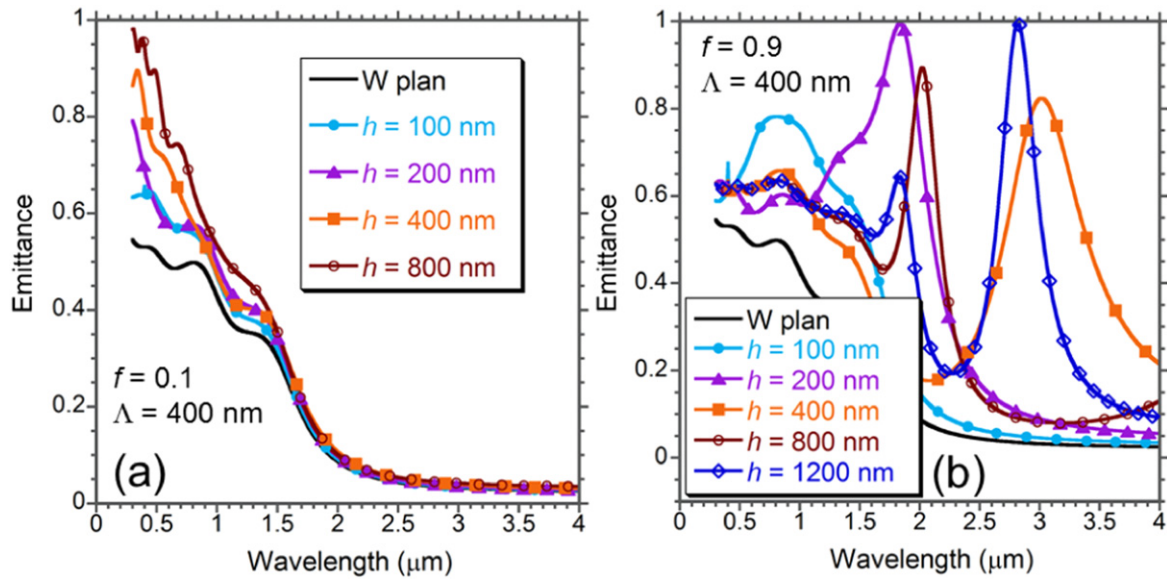 1
0.8
0.6
0.4
0.2
0
Emittance
W plan
h = 100 nm
h = 200 nm
h = 400 nm
h = 800 nm
f = 0.1
Λ = 400 nm
(a)
0 0.5 1 1.5 2 2.5 3 3.5 4
Wavelength (μm)
1
0.8
0.6
0.4
0.2
0
Emittance
f = 0.9
Λ = 400 nm
W plan
h = 100 nm
h = 200 nm
h = 400 nm
h = 800 nm
h = 1200 nm
(b)
0 0.5 1 1.5 2 2.5 3 3.5 4
Wavelength (μm)